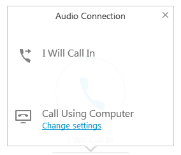 Audio Connection
I Will Call In
Call Using Computer
Change settings